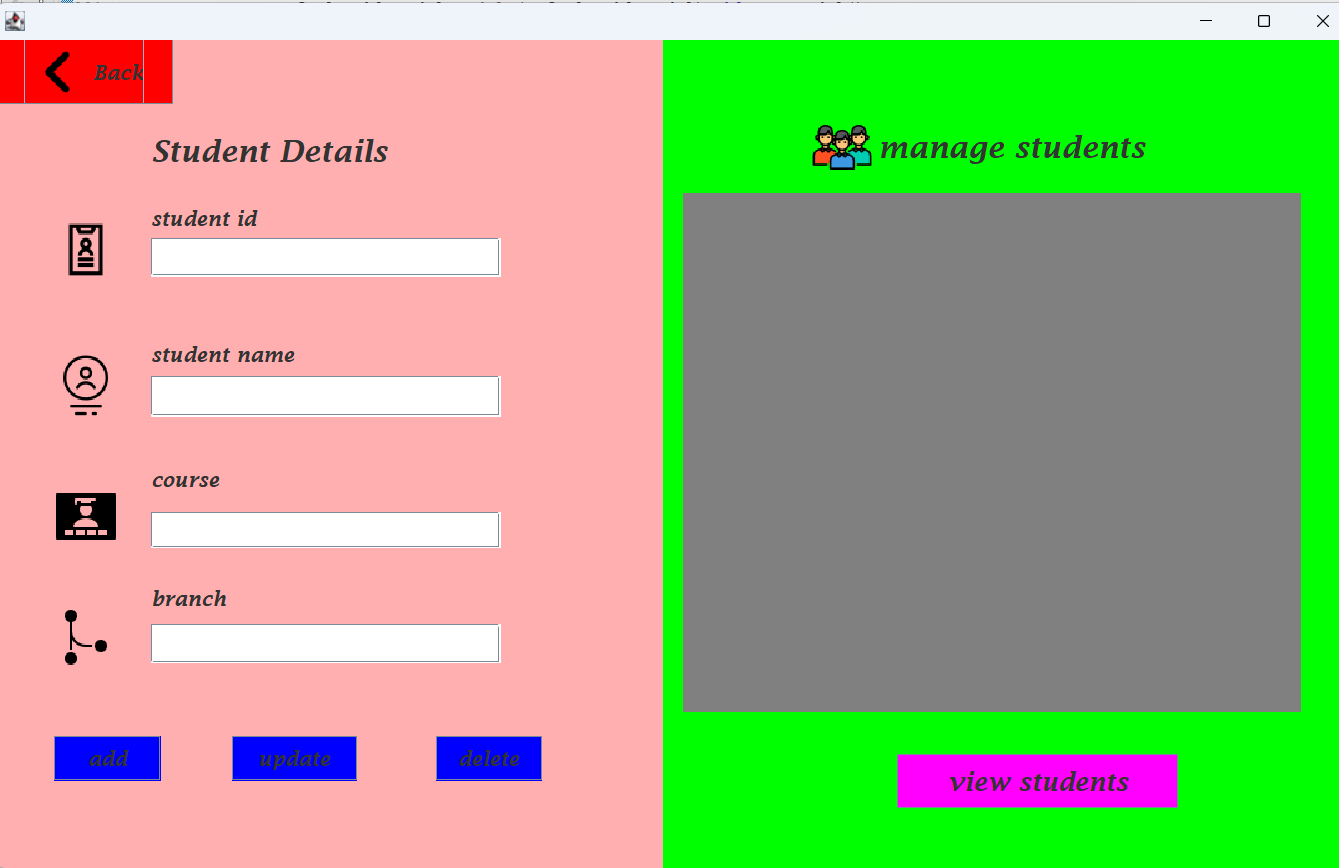 Back
Student Details
student id
student name
course
branch
add
update
delete
manage students
view students